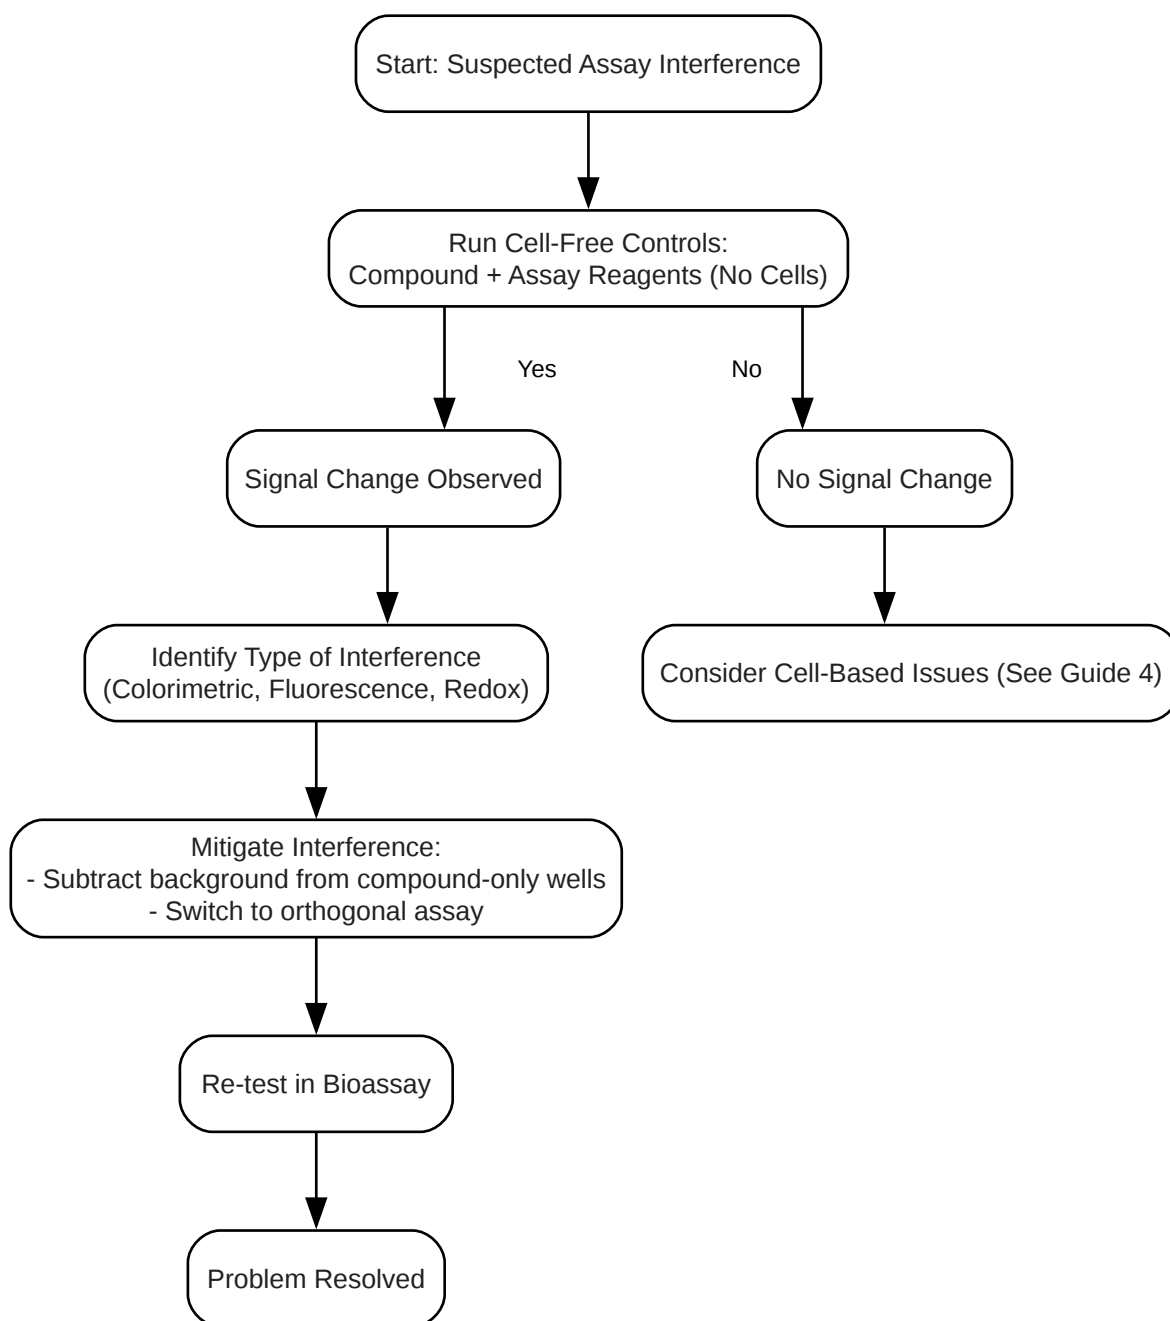 Start: Suspected Assay Interference
Run Cell-Free Controls:
Compound + Assay Reagents (No Cells)
Yes
No
Signal Change Observed
No Signal Change
Identify Type of Interference
(Colorimetric, Fluorescence, Redox)
Consider Cell-Based Issues (See Guide 4)
Mitigate Interference:
- Subtract background from compound-only wells
- Switch to orthogonal assay
Re-test in Bioassay
Problem Resolved